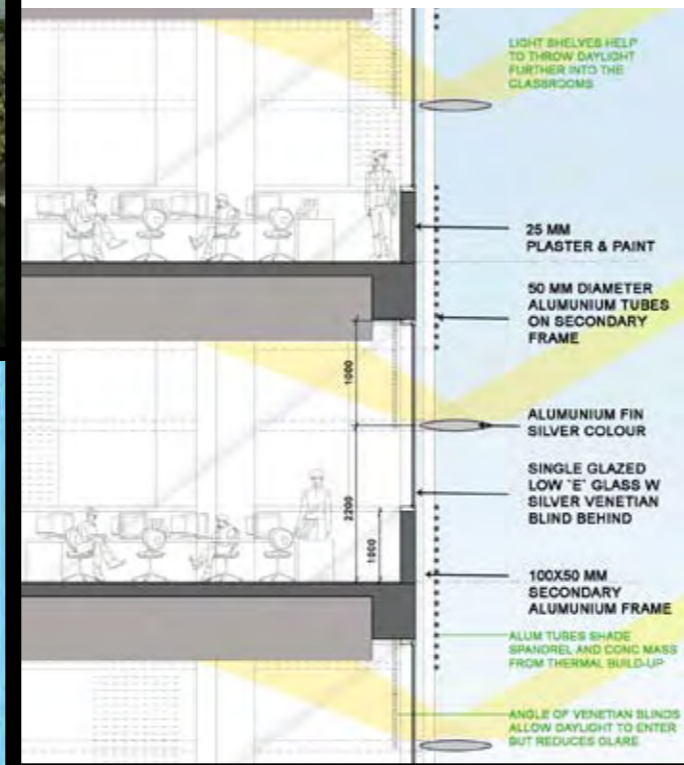 LIGHT SHELVES HELP
TO THROW DAYLIGHT
FURTHER INTO THE
CLASSROOMS
25 MM
PLASTER & PAINT
50 MM DIAMETER
ALUMUNIUM TUBES
ON SECONDARY
FRAME
1000
ALUMUNIUM FIN
SILVER COLOUR
SINGLE GLAZED
LOW "E" GLASS W
SILVER VENETIAN
BLIND BEHIND
2200
1000
100X50 MM
SECONDARY
ALUMUNIUM FRAME
ALUM TUBES SHADE
SPANDREL AND CONC MASS
FROM THERMAL BUILD-UP
ANGLE OF VENETIAN BLINDS
ALLOW DAYLIGHT TO ENTER
BUT REDUCES GLARE